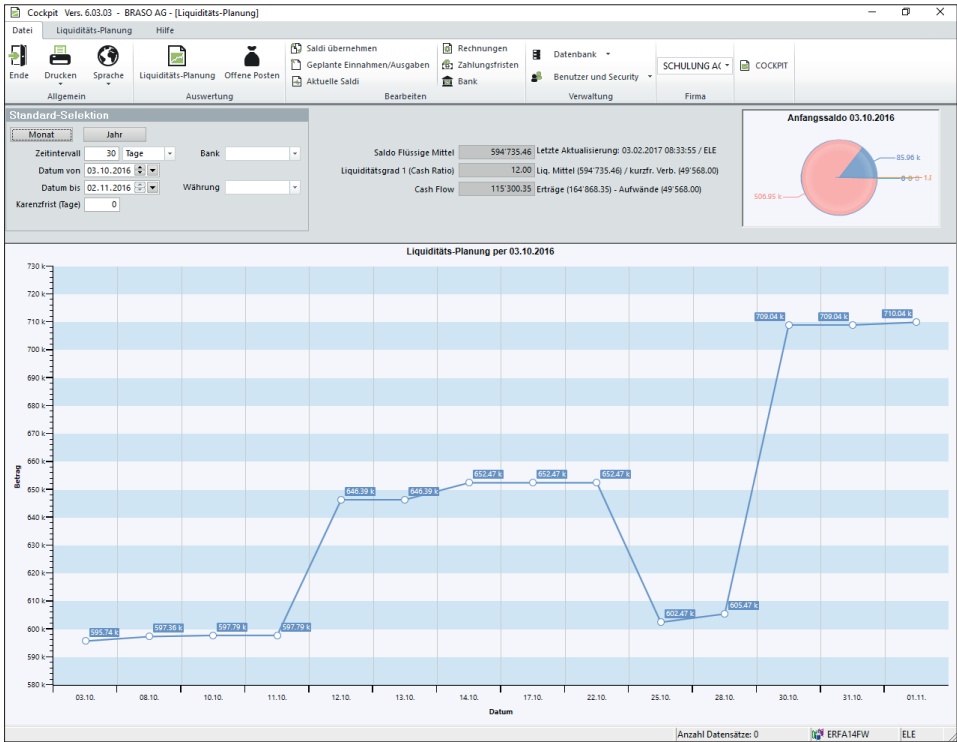 Cockpit Vers. 6.03.03 - BRASO AG - [Liquiditäts-Planung]
Datei Liquiditäts-Planung Hilfe
Ende
Drucken
Sprache
Allgemein
Liquiditäts-Planung
Offene Posten
Auswertung
Saldi übernehmen
Geplante Einnahmen/Ausgaben
Aktuelle Saldi
Rechnungen
Zahlungsfristen
Bank
Bearbeiten
Datenbank
Benutzer und Security
Verwaltung
SCHULUNG A(
Firma
COCKPIT
Standard-Selektion
Monat Jahr
Zeitintervall 30 Tage Bank
Datum von 03.10.2016
Datum bis 02.11.2016 Währung
Karenzfrist (Tage) 0
Saldo Flüssige Mittel 594'735.46 Letzte Aktualisierung: 03.02.2017 08:33:55 / ELE
Liquiditätsgrad 1 (Cash Ratio) 12.00 Liq. Mittel (594'735.46) / kurzfr. Verb. (49'568.00)
Cash Flow 115'300.35 Erträge (164'868.35) - Aufwände (49'568.00)
Anfangssaldo 03.10.2016
85.96 k
506.95 k
Liquiditäts-Planung per 03.10.2016
730 k
720 k
710 k
700 k
690 k
680 k
670 k
660 k
650 k
640 k
630 k
620 k
610 k
600 k
590 k
580 k
Betrag
595.74 k
597.36 k
597.79 k
597.79 k
646.39 k
646.39 k
652.47 k
652.47 k
652.47 k
602.47 k
605.47 k
709.04 k
709.04 k
710.04 k
03.10. 08.10. 10.10. 11.10. 12.10. 13.10. 14.10. 17.10. 22.10. 25.10. 28.10. 30.10. 31.10. 01.11.
Datum
Anzahl Datensätze: 0 ERFA14FW ELE